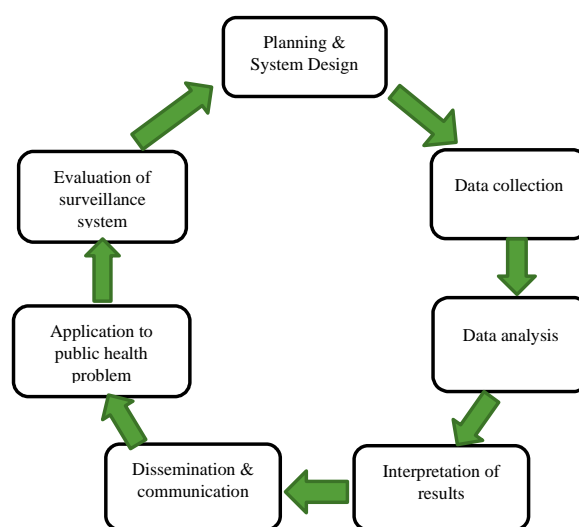 Planning &
System Design
Data collection
Data analysis
Interpretation of
results
Dissemination &
communication
Application to
public health
problem
Evaluation of
surveillance
system